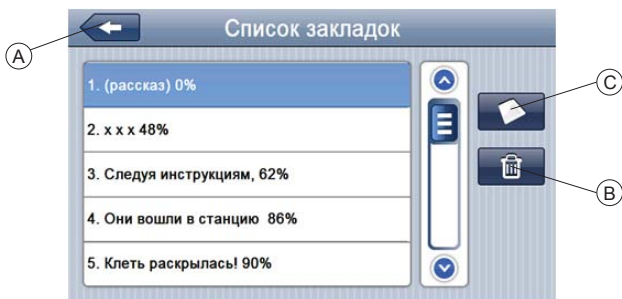 A
Список закладок
1. (рассказ) 0%
C
2. x x x 48%
3. Следуя инструкциям, 62%
B
4. Они вошли в станцию 86%
5. Клеть раскрылась! 90%